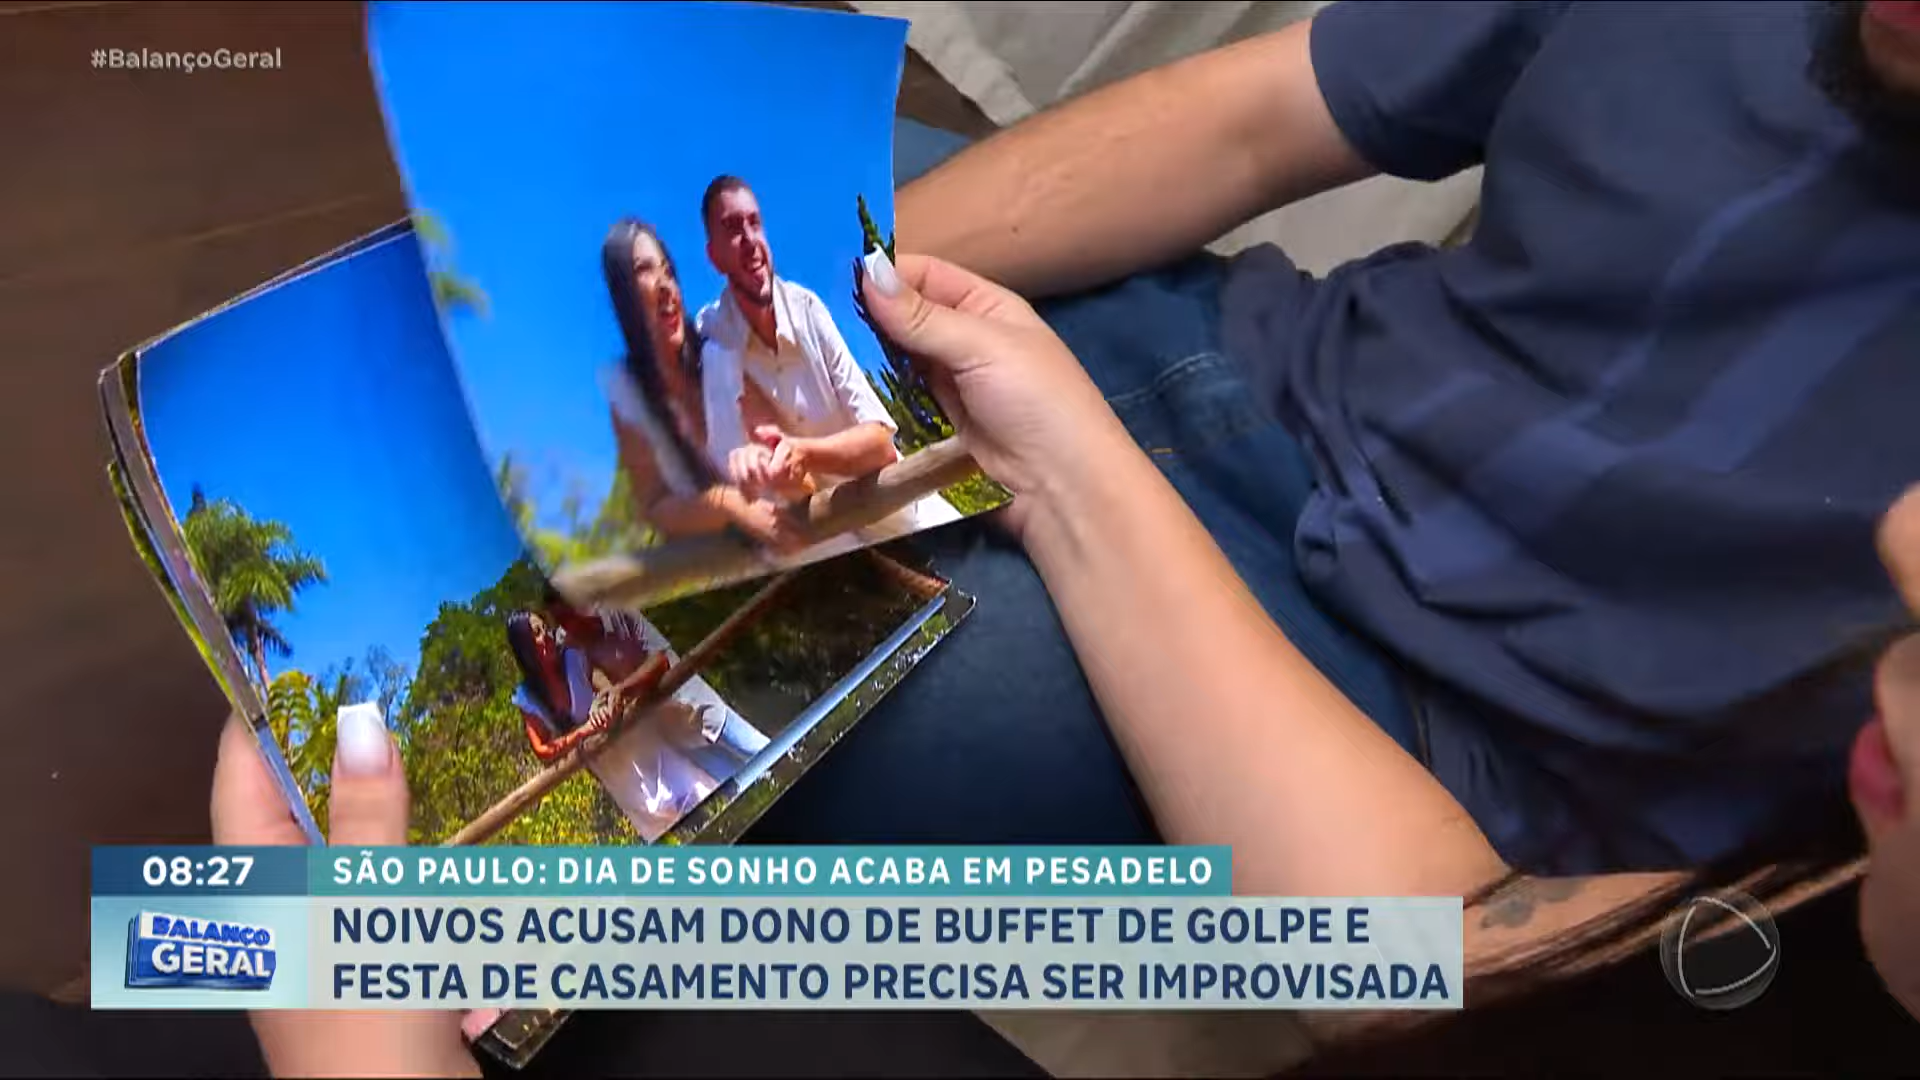 #BalançoGeral
08:27
SÃO PAULO: DIA DE SONHO ACABA EM PESADELO
BALANÇO
GERAL
NOIVOS ACUSAM DONO DE BUFFET DE GOLPE E
FESTA DE CASAMENTO PRECISA SER IMPROVISADA